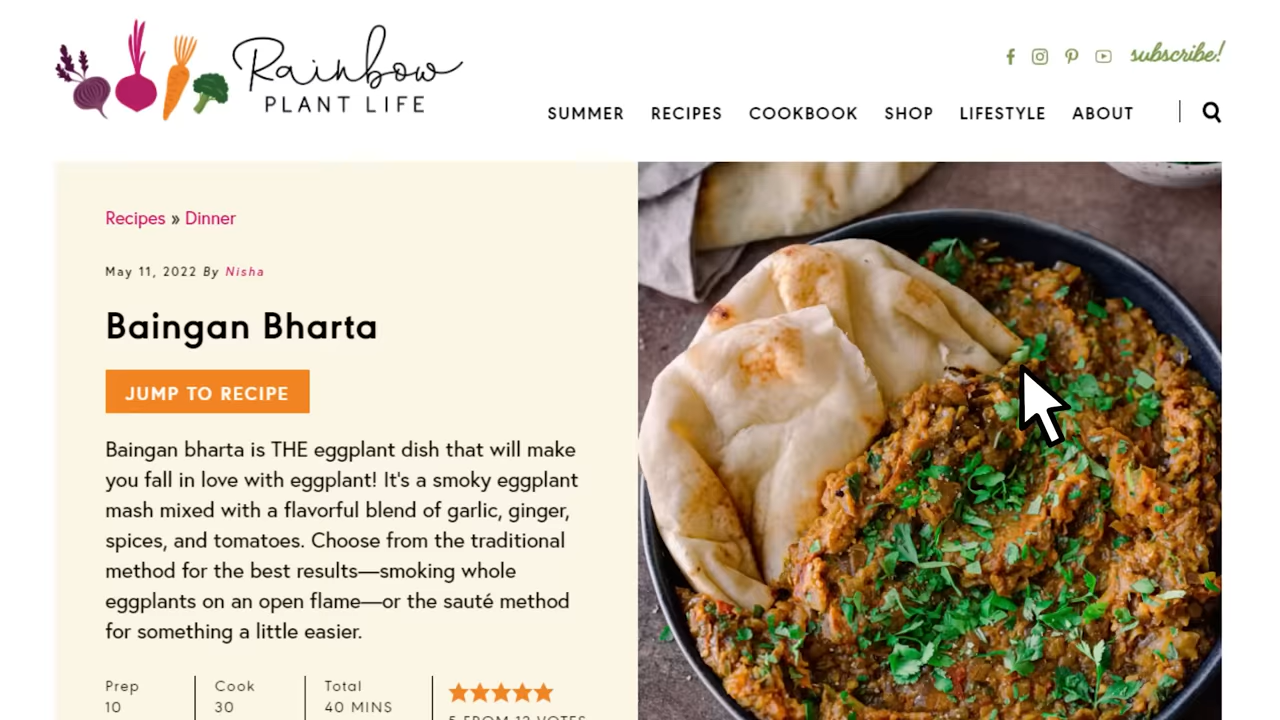 Rainbow
PLANT LIFE
subscribe!
SUMMER RECIPES COOKBOOK SHOP LIFESTYLE ABOUT
Recipes » Dinner
May 11, 2022 By Nisha
Baingan Bharta
JUMP TO RECIPE
Baingan bharta is THE eggplant dish that will make
you fall in love with eggplant! It's a smoky eggplant
mash mixed with a flavorful blend of garlic, ginger,
spices, and tomatoes. Choose from the traditional
method for the best results—smoking whole
eggplants on an open flame—or the sauté method
for something a little easier.
Prep Cook Total
10 30 40 MINS
5 FROM 12 VOTES